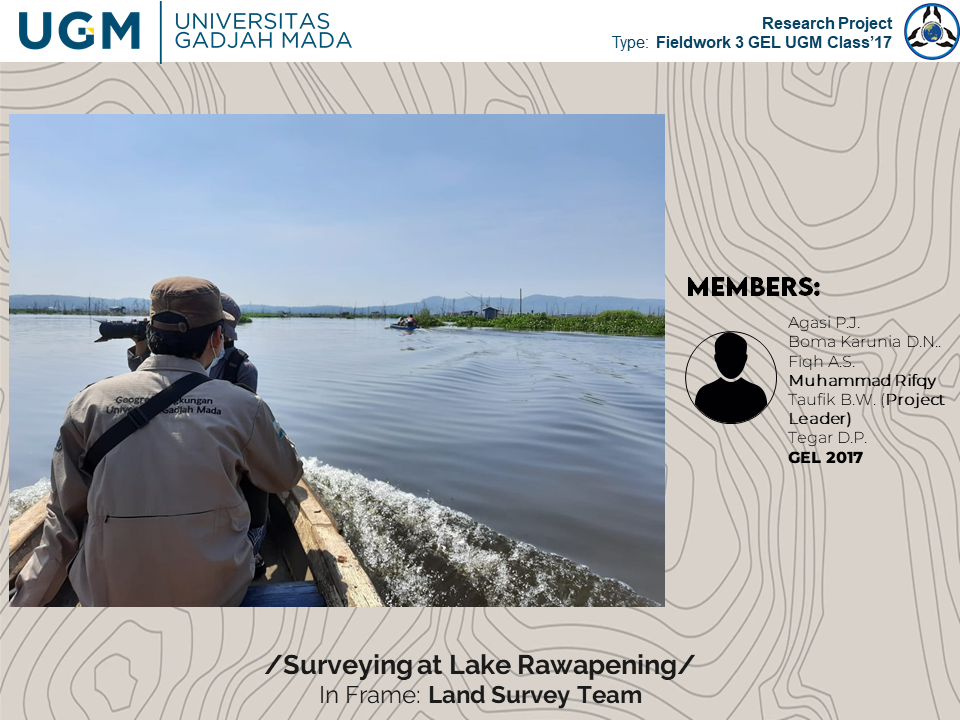 UGM
UNIVERSITAS
GADJAH MADA
Research Project
Type: Fieldwork 3 GEL UGM Class’17
Universitas Gadjah Mada
MEMBERS:
Agasi P.J.
Boma Karunia D.N..
Fiqh A.S.
Muhammad Rifqy
Taufik B.W. (Project
Leader)
Tegar D.P.
GEL 2017
/Surveying at Lake Rawapening/
In Frame: Land Survey Team